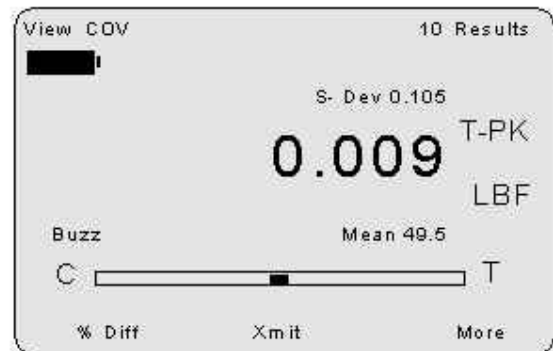 View COV 10 Results
S- Dev 0.105
0.009 T-PK
LBF
Buzz Mean 49.5
C T
% Diff Xmit More